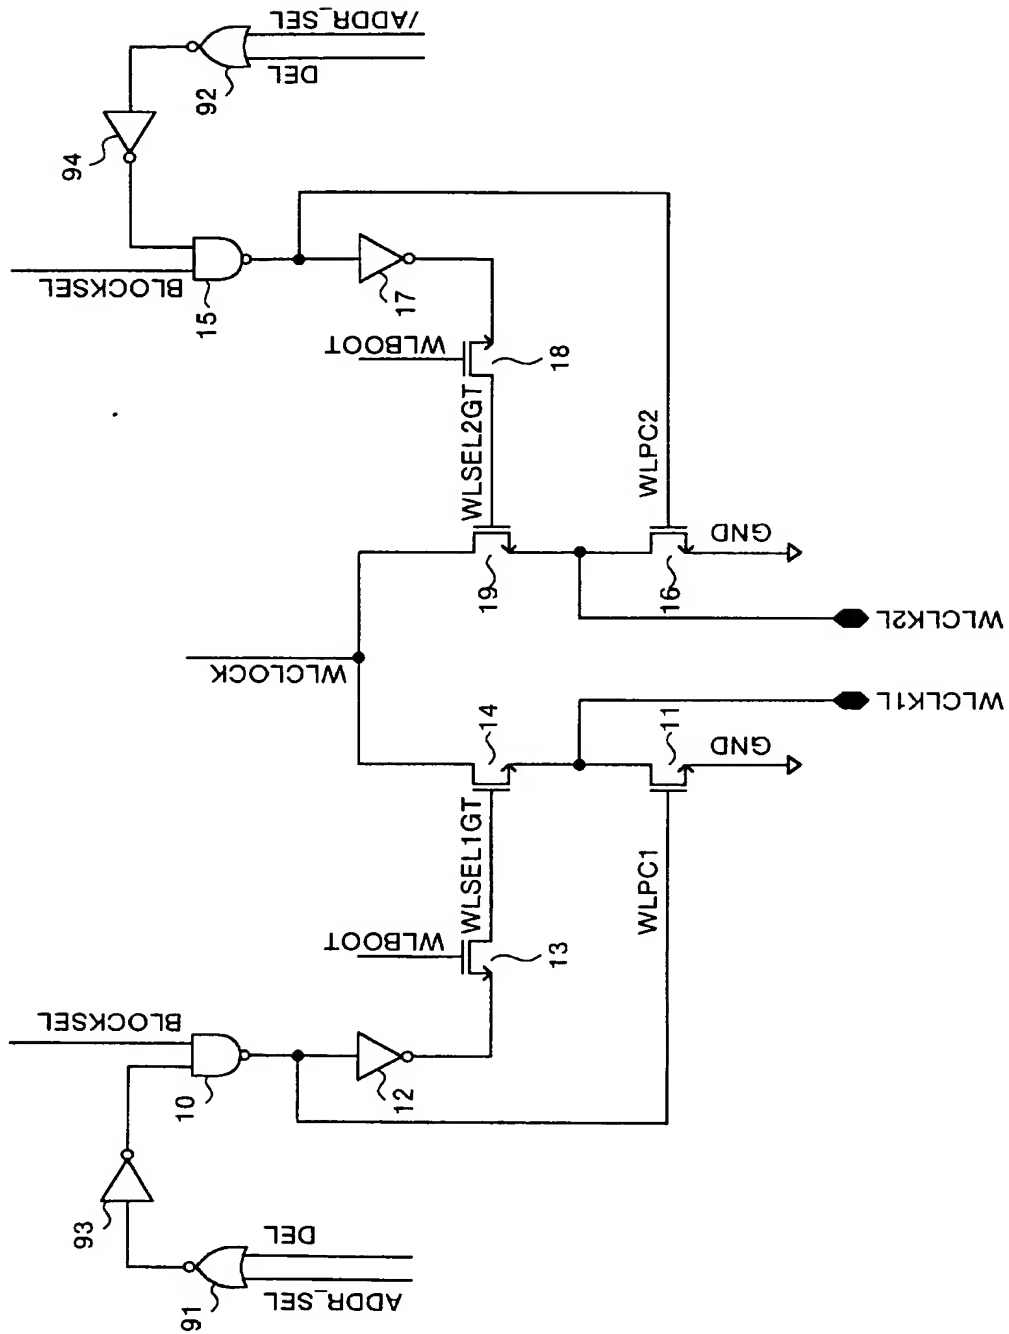 /ADDR_SEL
DEL
92
94
BLOCKSEL
15
17
WLBOOT
18
WLSEL2GT
WLPC2
19
16
GND
WLCLK2L
WLCLOCK
WLCLK1L
14
11
GND
WLSEL1GT
WLPC1
WLBOOT
13
BLOCKSEL
10
12
93
DEL
ADDR_SEL
91